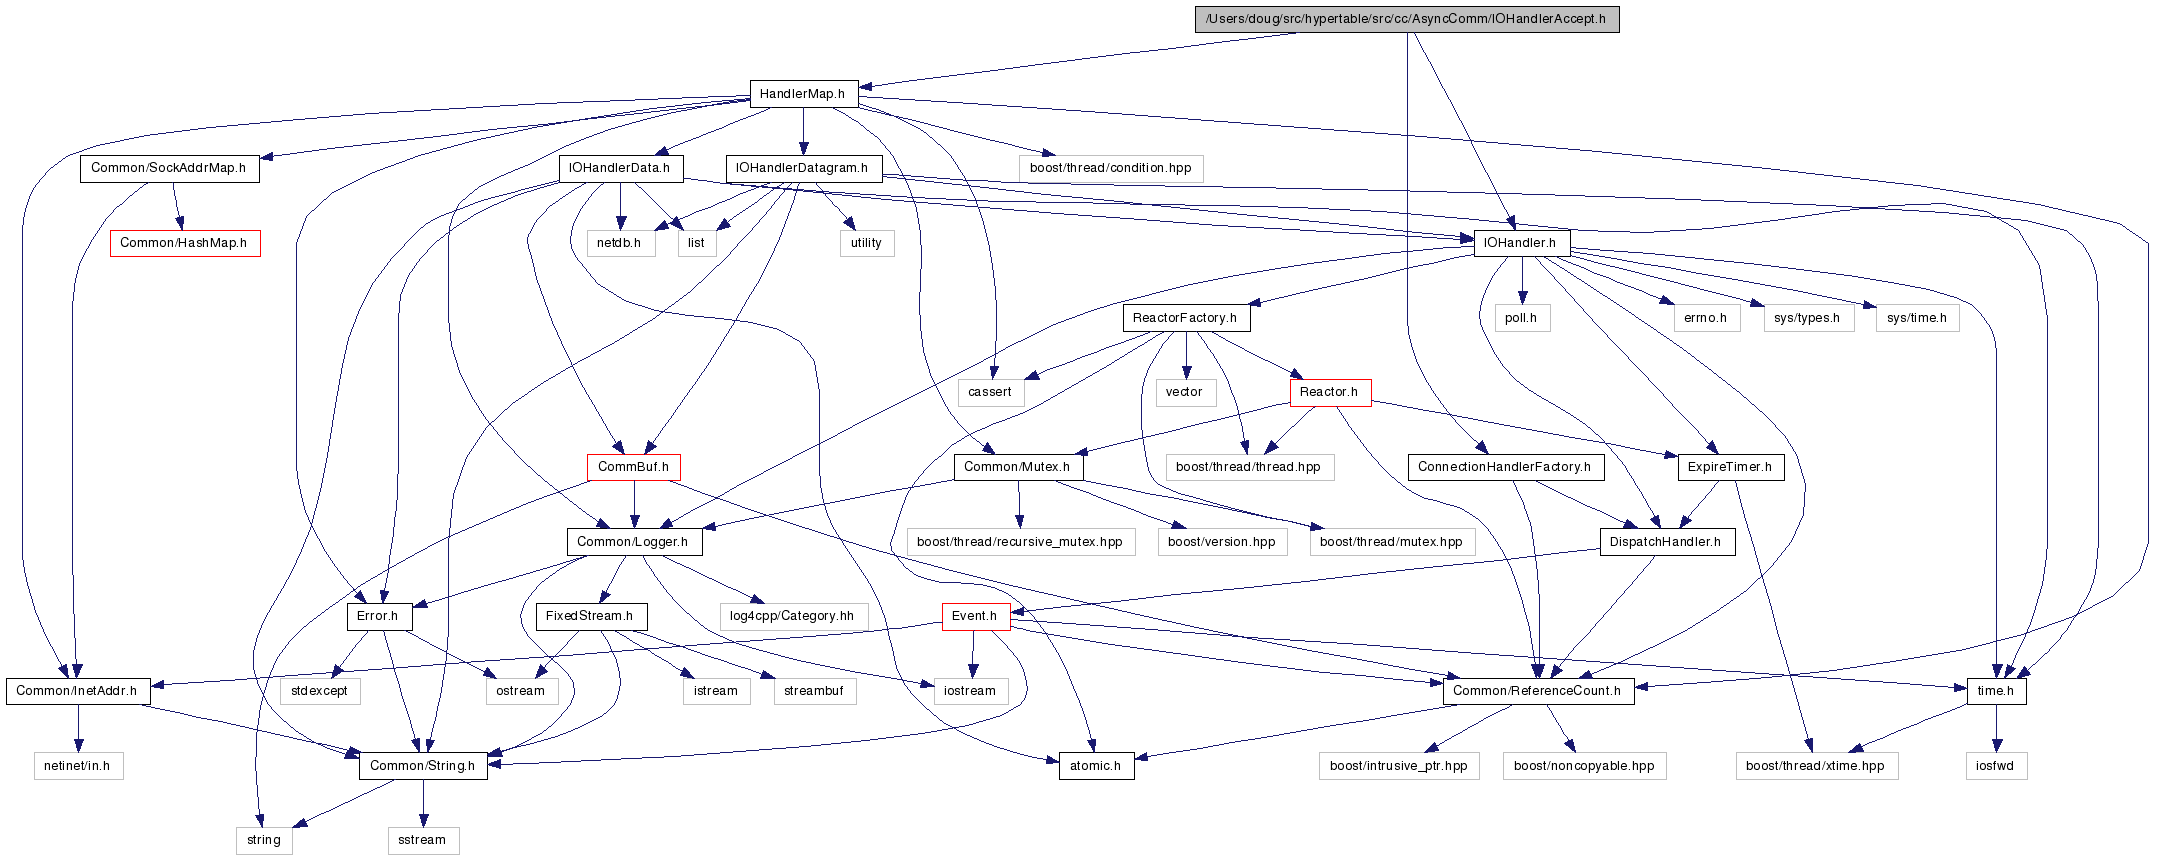 /Users/doug/src/hypertable/src/cc/AsyncComm/IOHandlerAccept.h
HandlerMap.h
Common/SockAddrMap.h
IOHandlerData.h
IOHandlerDatagram.h
boost/thread/condition.hpp
Common/HashMap.h
netdb.h
list
utility
IOHandler.h
ReactorFactory.h
poll.h
errno.h
sys/types.h
sys/time.h
cassert
vector
Reactor.h
CommBuf.h
Common/Mutex.h
boost/thread/thread.hpp
ConnectionHandlerFactory.h
ExpireTimer.h
Common/Logger.h
boost/thread/recursive_mutex.hpp
boost/version.hpp
boost/thread/mutex.hpp
DispatchHandler.h
Error.h
FixedStream.h
log4cpp/Category.hh
Event.h
Common/InetAddr.h
stdexcept
ostream
istream
streambuf
iostream
Common/ReferenceCount.h
time.h
netinet/in.h
Common/String.h
atomic.h
boost/intrusive_ptr.hpp
boost/noncopyable.hpp
boost/thread/xtime.hpp
iosfwd
string
sstream